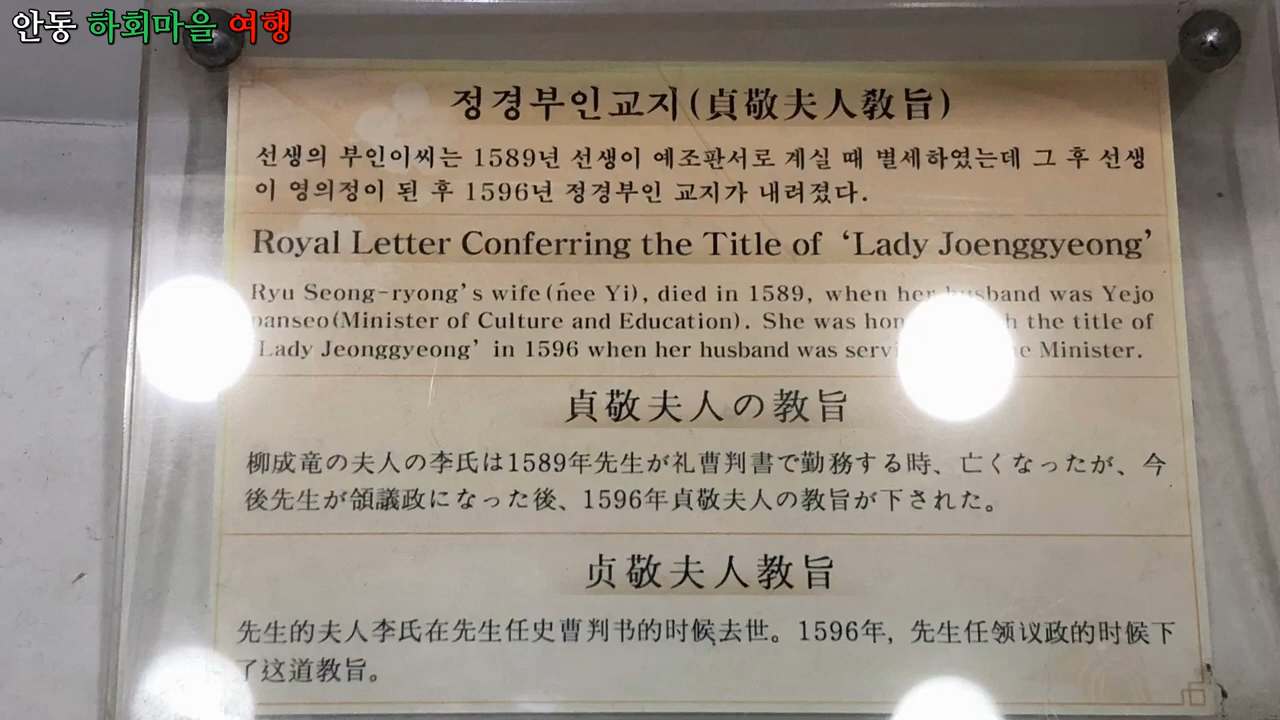 안동 하회마을 여행
정경부인교지(貞敬夫人敎旨)
선생의 부인이씨는 1589년 선생이 예조판서로 계실 때 별세하였는데 그 후 선생
이 영의정이 된 후 1596년 정경부인 교지가 내려졌다.
Royal Letter Conferring the Title of ‘Lady Joenggyeong’
Ryu Seong-ryong’s wife(ńee Yi), died in 1589, when her husband was Yejo
panseo(Minister of Culture and Education). She was the title of
‘Lady Jeonggyeong’ in 1596 when her husband was Minister.
貞敬夫人の教旨
柳成竜の夫人の李氏は1589年先生が礼曹判書で勤務する時、亡くなったが、今
後先生が領議政になった後、1596年貞敬夫人の教旨が下された。
贞敬夫人教旨
先生的夫人李氏在先生任史曹判书的时候去世。1596年，先生任领议政的时候下
了这道教旨。